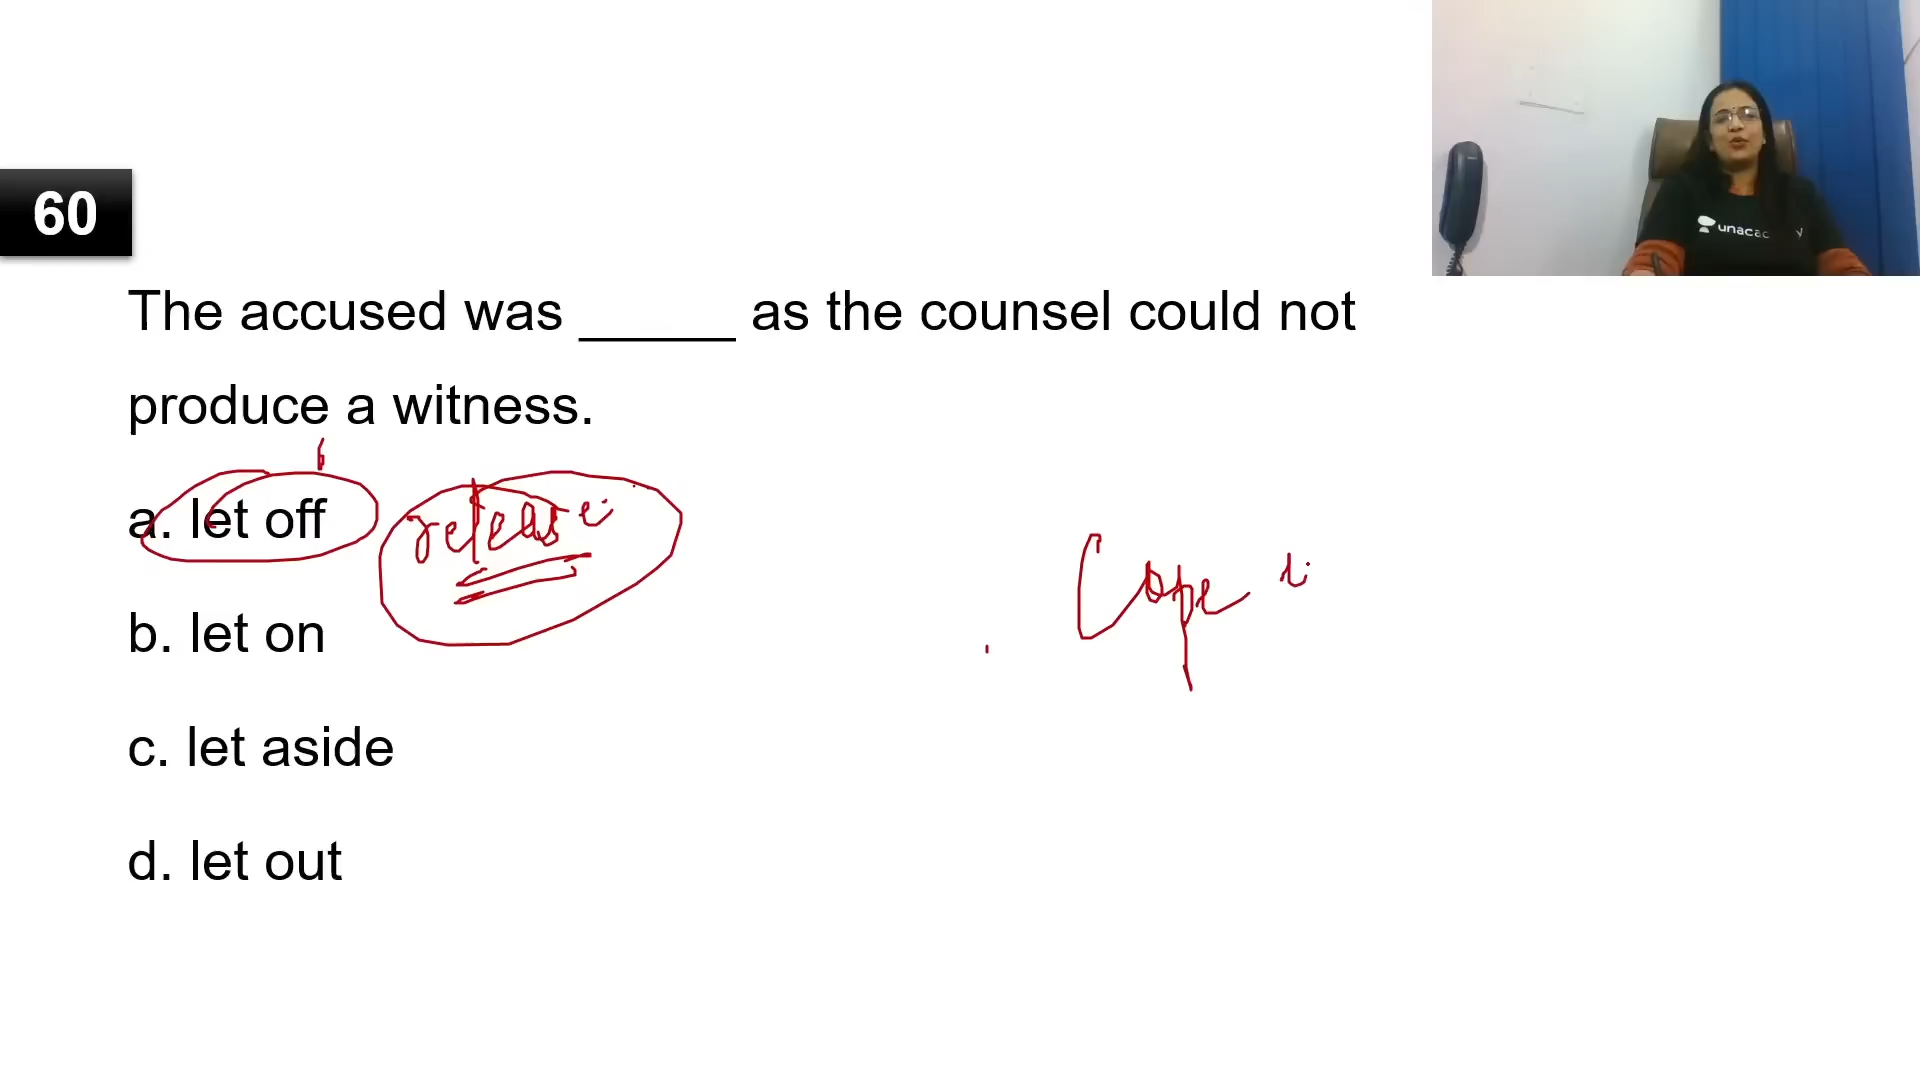 60
unacad
The accused was ______ as the counsel could not
produce a witness.
a. let off
release
b. let on
Cope
c. let aside
d. let out